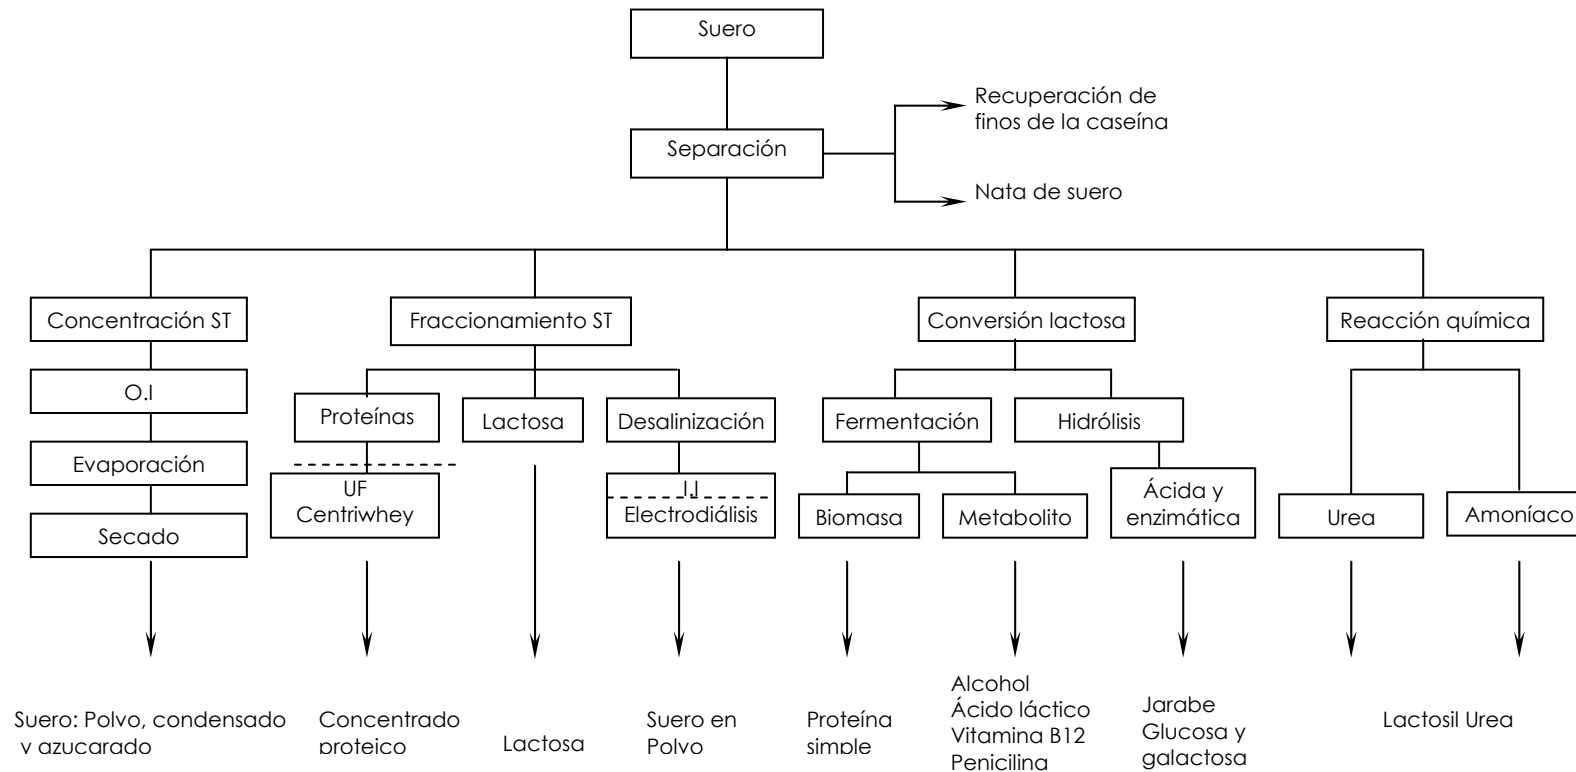 Suero
Recuperación de
finos de la caseína
Separación
Nata de suero
Concentración ST
Fraccionamiento ST
Conversión lactosa
Reacción química
O.I
Proteínas
Lactosa
Desalinización
Fermentación
Hidrólisis
Evaporación
UF
Centriwhey
I.I
Electrodiálisis
Ácida y
enzimática
Secado
Biomasa
Metabolito
Urea
Amoníaco
Suero: Polvo, condensado
y azucarado
Concentrado
proteico
Lactosa
Suero en
Polvo
Proteína
simple
Alcohol
Ácido láctico
Vitamina B12
Penicilina
Jarabe
Glucosa y
galactosa
Lactosil Urea